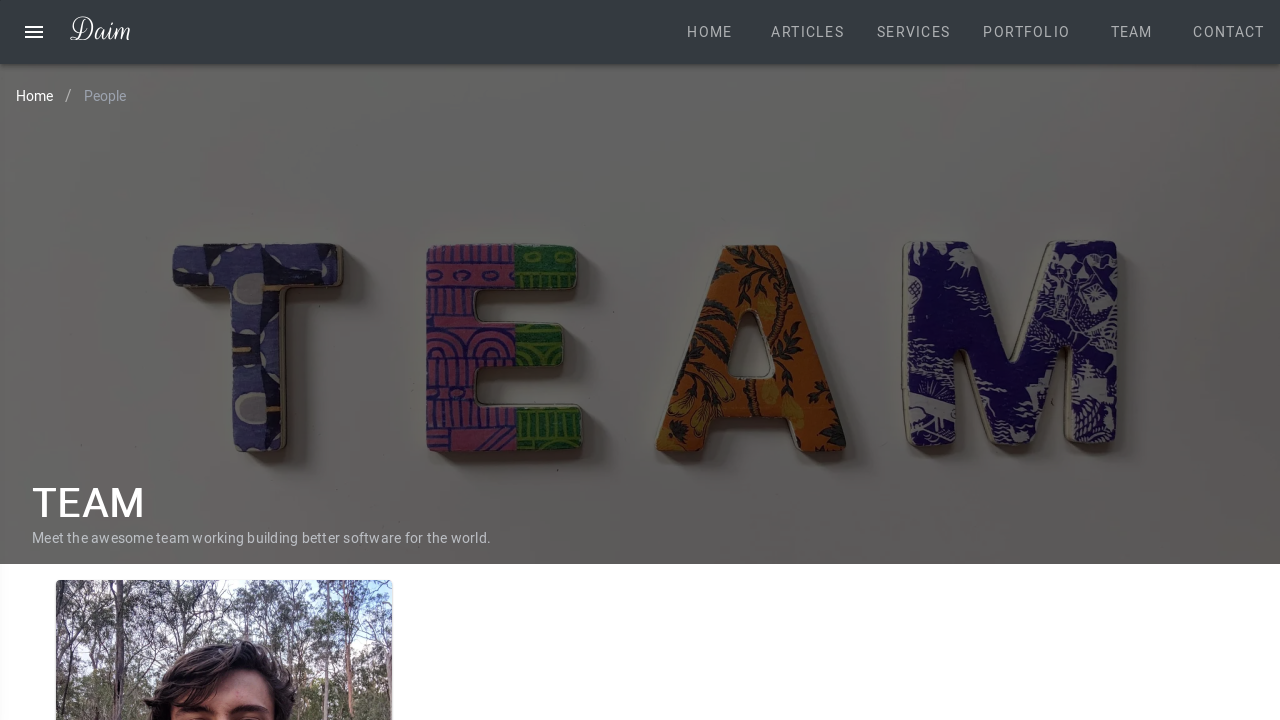 Daim
HOME ARTICLES SERVICES PORTFOLIO TEAM CONTACT
Home / People
TEAM
TEAM
Meet the awesome team working building better software for the world.